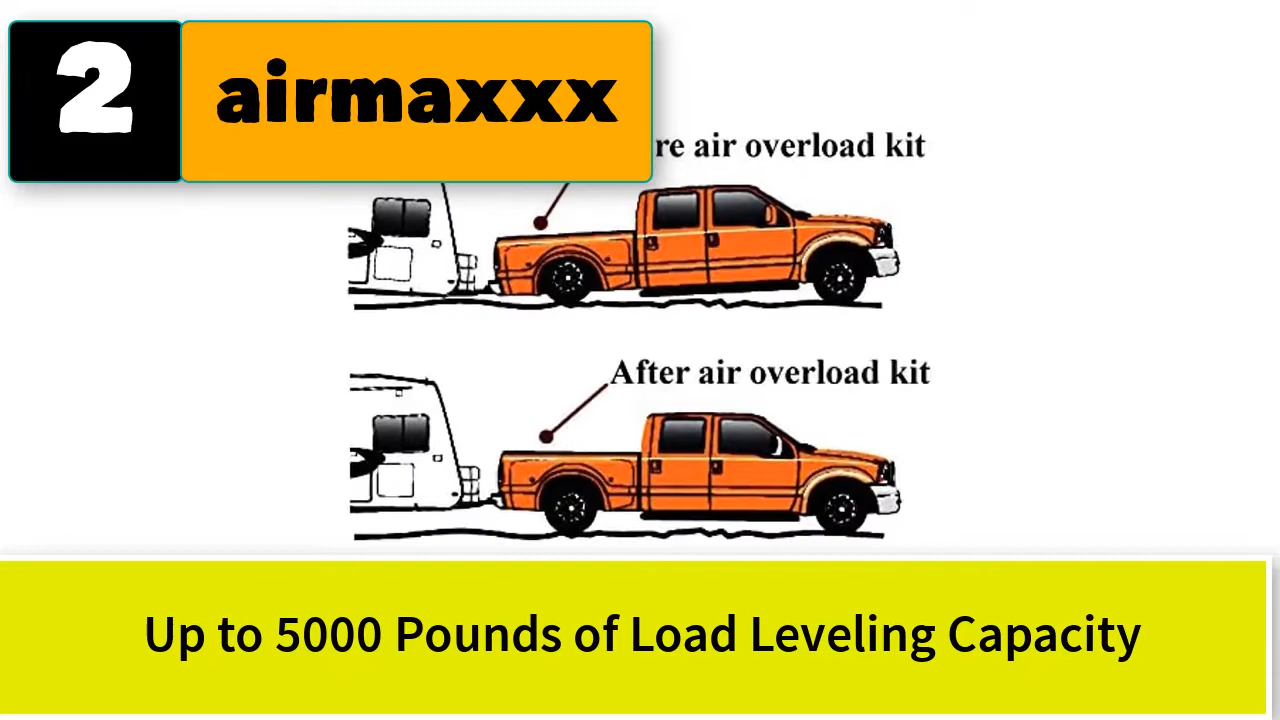 2
airmaxxx
re air overload kit
After air overload kit
Up to 5000 Pounds of Load Leveling Capacity